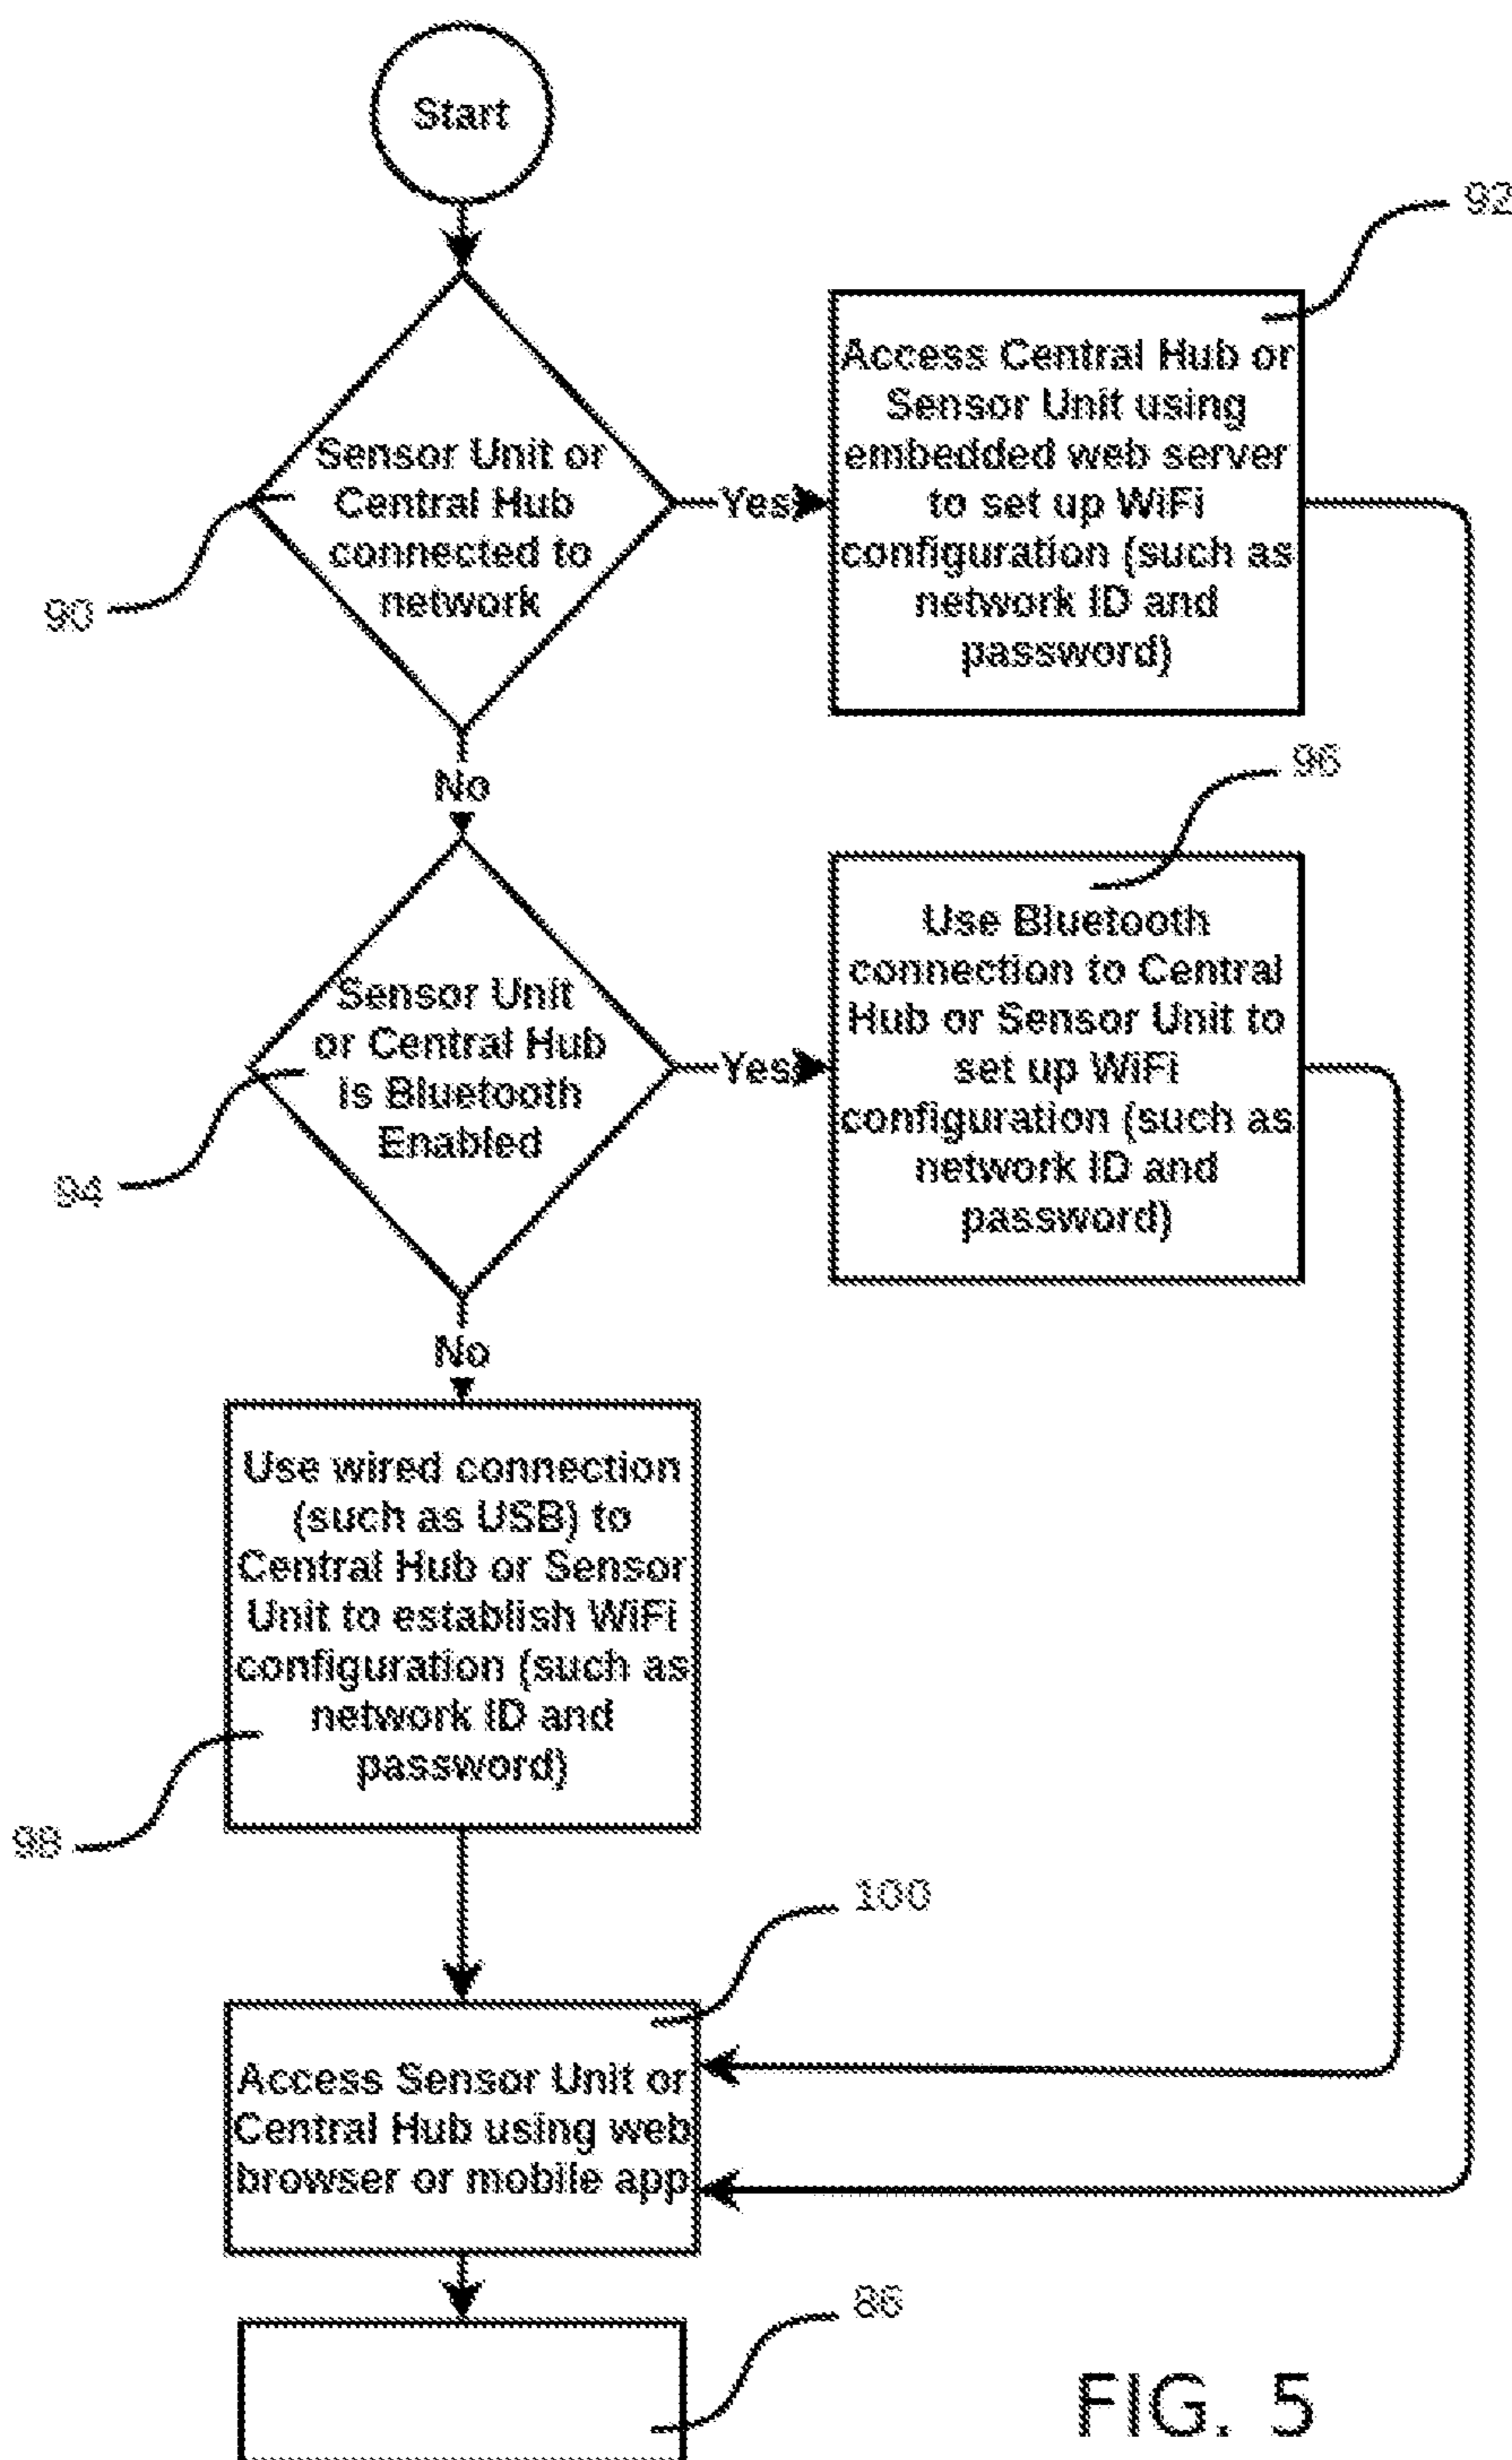 Start
92
Sensor Unit or
Central Hub
connected to
network
90
Yes
Access Central Hub or
Sensor Unit using
embedded web server
to set up WiFi
configuration (such as
network ID and
password)
No
96
Sensor Unit
or Central Hub
is Bluetooth
Enabled
94
Yes
Use Bluetooth
connection to Central
Hub or Sensor Unit to
set up WiFi
configuration (such as
network ID and
password)
No
Use wired connection
(such as USB) to
Central Hub or Sensor
Unit to establish WiFi
configuration (such as
network ID and
password)
98
100
Access Sensor Unit or
Central Hub using web
browser or mobile app
86
FIG. 5